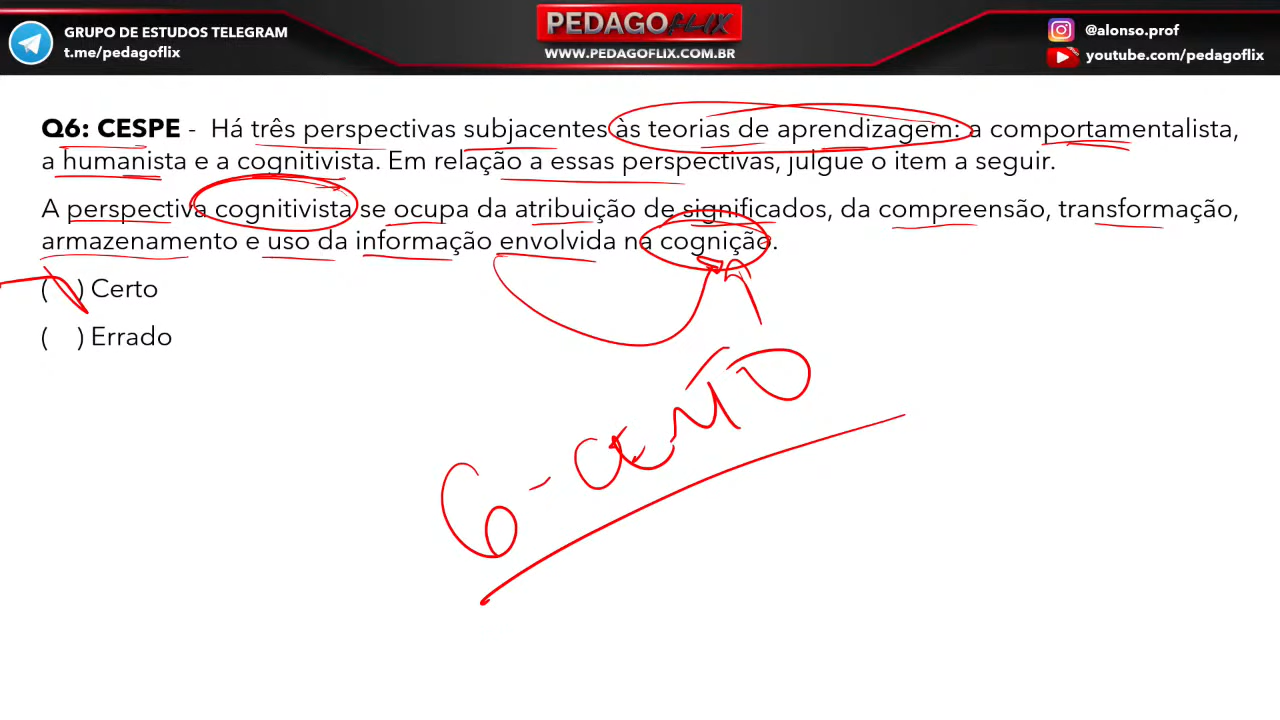 GRUPO DE ESTUDOS TELEGRAM
t.me/pedagoflix
PEDAGOFLIX
WWW.PEDAGOFLIX.COM.BR
@alonso.prof
youtube.com/pedagoflix
Q6: CESPE - Há três perspectivas subjacentes às teorias de aprendizagem: a comportamentalista,
a humanista e a cognitivista. Em relação a essas perspectivas, julgue o item a seguir.
A perspectiva cognitivista se ocupa da atribuição de significados, da compreensão, transformação,
armazenamento e uso da informação envolvida na cognição.
( ) Certo
( ) Errado
6 - CERTO